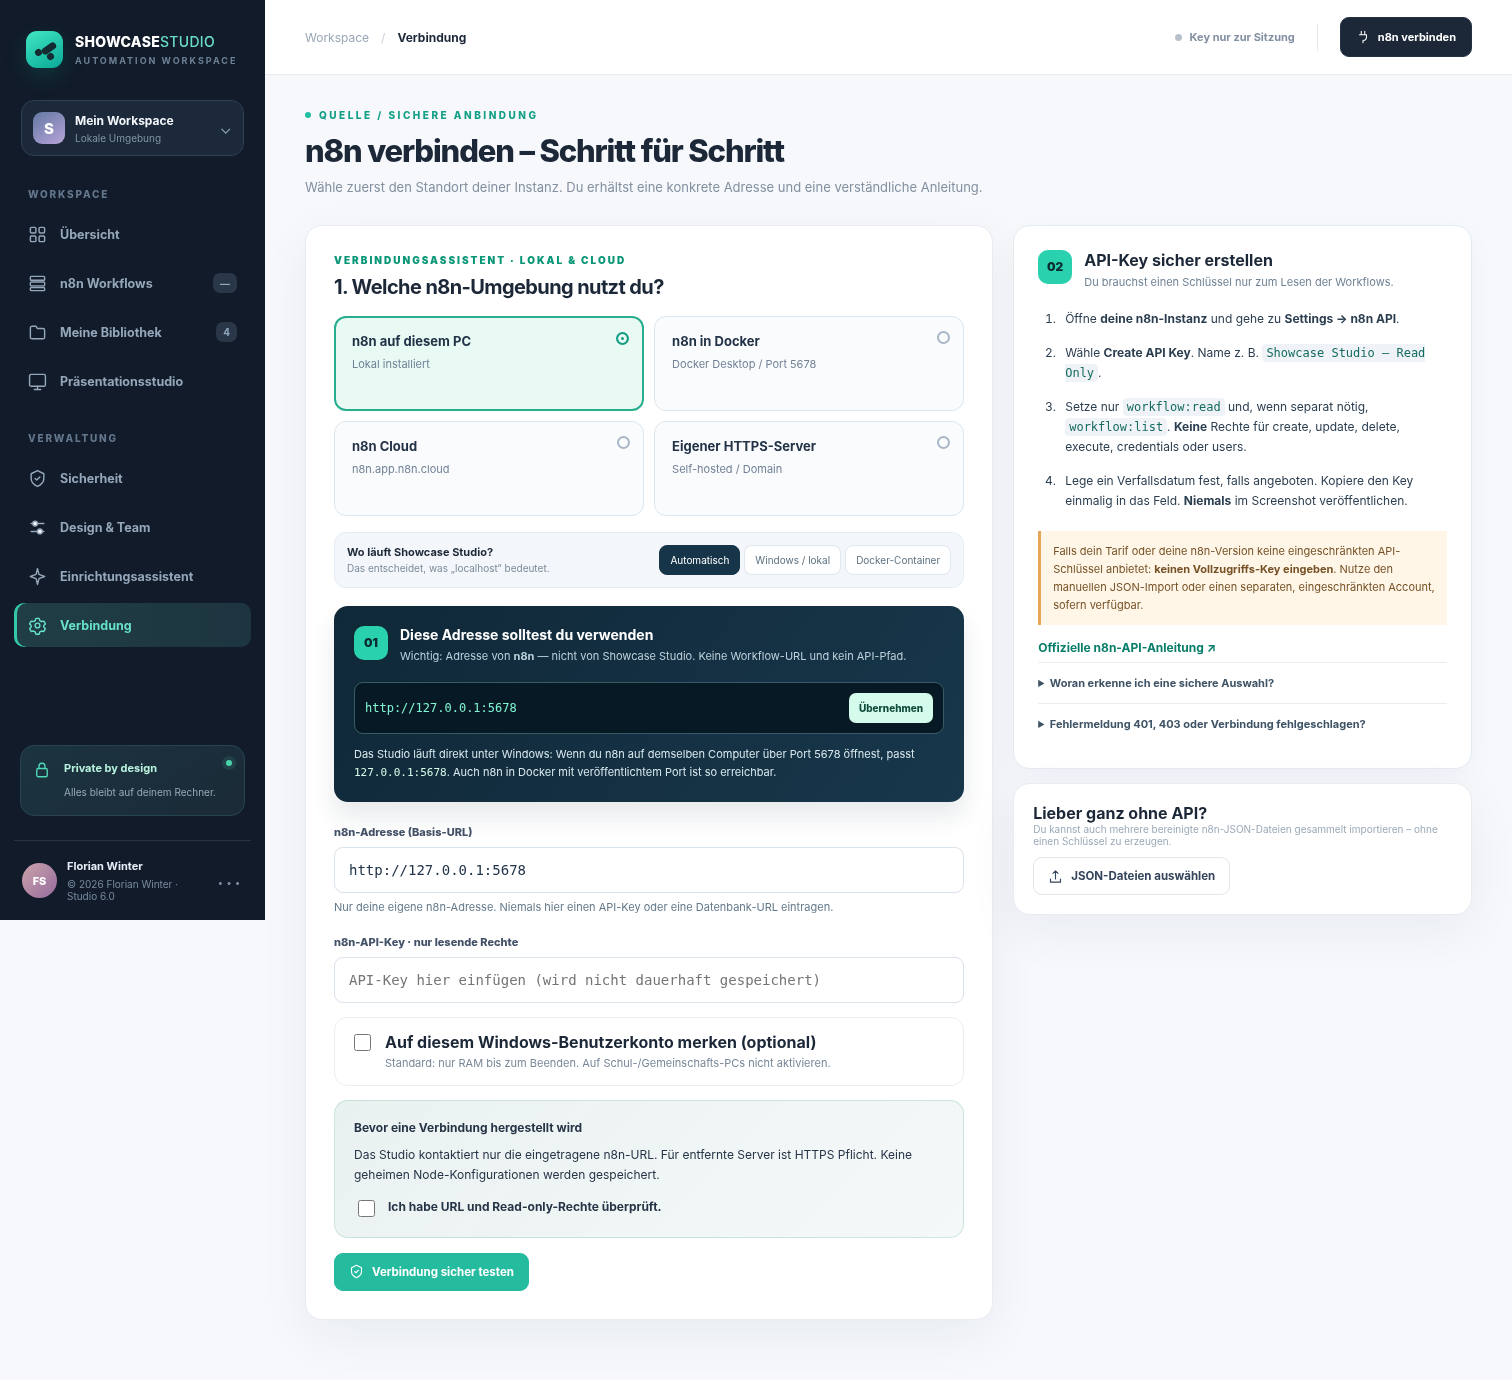 SHOWCASESTUDIO
AUTOMATION WORKSPACE
S
Mein Workspace
Lokale Umgebung
WORKSPACE
Übersicht
n8n Workflows
—
Meine Bibliothek
4
Präsentationsstudio
VERWALTUNG
Sicherheit
Design & Team
Einrichtungsassistent
Verbindung
Private by design
Alles bleibt auf deinem Rechner.
FS
Florian Winter
© 2026 Florian Winter ·
Studio 6.0
Workspace / Verbindung
Key nur zur Sitzung
n8n verbinden
QUELLE / SICHERE ANBINDUNG
n8n verbinden – Schritt für Schritt
Wähle zuerst den Standort deiner Instanz. Du erhältst eine konkrete Adresse und eine verständliche Anleitung.
VERBINDUNGSASSISTENT · LOKAL & CLOUD
1. Welche n8n-Umgebung nutzt du?
n8n auf diesem PC
Lokal installiert
n8n in Docker
Docker Desktop / Port 5678
n8n Cloud
n8n.app.n8n.cloud
Eigener HTTPS-Server
Self-hosted / Domain
Wo läuft Showcase Studio?
Das entscheidet, was „localhost“ bedeutet.
Automatisch
Windows / lokal
Docker-Container
01
Diese Adresse solltest du verwenden
Wichtig: Adresse von n8n — nicht von Showcase Studio. Keine Workflow-URL und kein API-Pfad.
http://127.0.0.1:5678
Übernehmen
Das Studio läuft direkt unter Windows: Wenn du n8n auf demselben Computer über Port 5678 öffnest, passt
127.0.0.1:5678. Auch n8n in Docker mit veröffentlichtem Port ist so erreichbar.
n8n-Adresse (Basis-URL)
http://127.0.0.1:5678
Nur deine eigene n8n-Adresse. Niemals hier einen API-Key oder eine Datenbank-URL eintragen.
n8n-API-Key · nur lesende Rechte
API-Key hier einfügen (wird nicht dauerhaft gespeichert)
Auf diesem Windows-Benutzerkonto merken (optional)
Standard: nur RAM bis zum Beenden. Auf Schul-/Gemeinschafts-PCs nicht aktivieren.
Bevor eine Verbindung hergestellt wird
Das Studio kontaktiert nur die eingetragene n8n-URL. Für entfernte Server ist HTTPS Pflicht. Keine
geheimen Node-Konfigurationen werden gespeichert.
Ich habe URL und Read-only-Rechte überprüft.
Verbindung sicher testen
02
API-Key sicher erstellen
Du brauchst einen Schlüssel nur zum Lesen der Workflows.
1. Öffne deine n8n-Instanz und gehe zu Settings → n8n API.
2. Wähle Create API Key. Name z. B. Showcase Studio – Read
Only.
3. Setze nur workflow:read und, wenn separat nötig,
workflow:list. Keine Rechte für create, update, delete,
execute, credentials oder users.
4. Lege ein Verfallsdatum fest, falls angeboten. Kopiere den Key
einmalig in das Feld. Niemals im Screenshot veröffentlichen.
Falls dein Tarif oder deine n8n-Version keine eingeschränkten API-
Schlüssel anbietet: keinen Vollzugriffs-Key eingeben. Nutze den
manuellen JSON-Import oder einen separaten, eingeschränkten Account,
sofern verfügbar.
Offizielle n8n-API-Anleitung ↗
▶ Woran erkenne ich eine sichere Auswahl?
▶ Fehlermeldung 401, 403 oder Verbindung fehlgeschlagen?
Lieber ganz ohne API?
Du kannst auch mehrere bereinigte n8n-JSON-Dateien gesammelt importieren – ohne
einen Schlüssel zu erzeugen.
JSON-Dateien auswählen